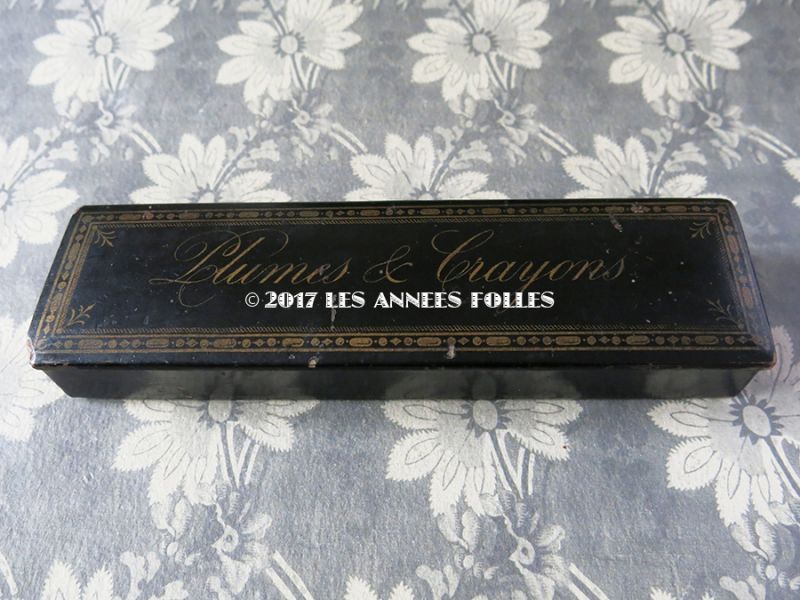 Plumes & Crayons
© 2017 LES ANNEES FOLLES